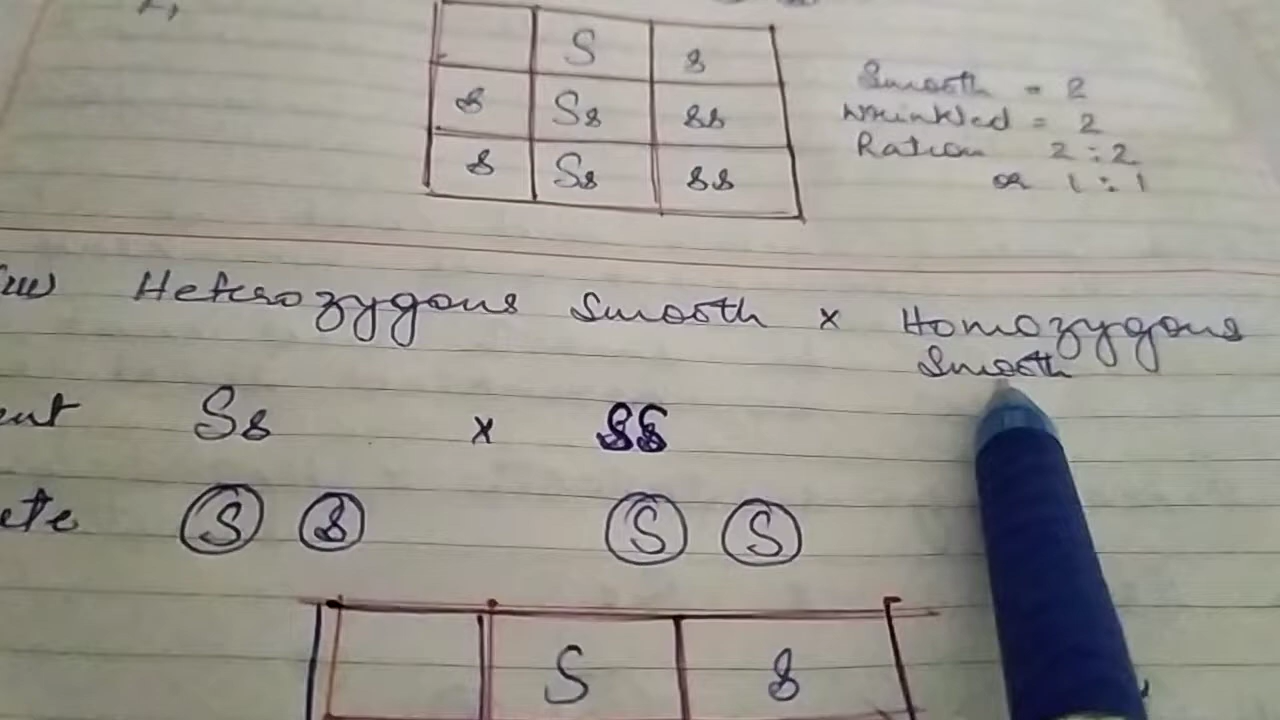 S s
s Ss ss
s Ss ss
Smooth = 2
Wrinkled = 2
Ration 2:2
or 1:1
Heterozygous Smooth x Homozygous
Smooth
Ss x SS
S s S S
S s